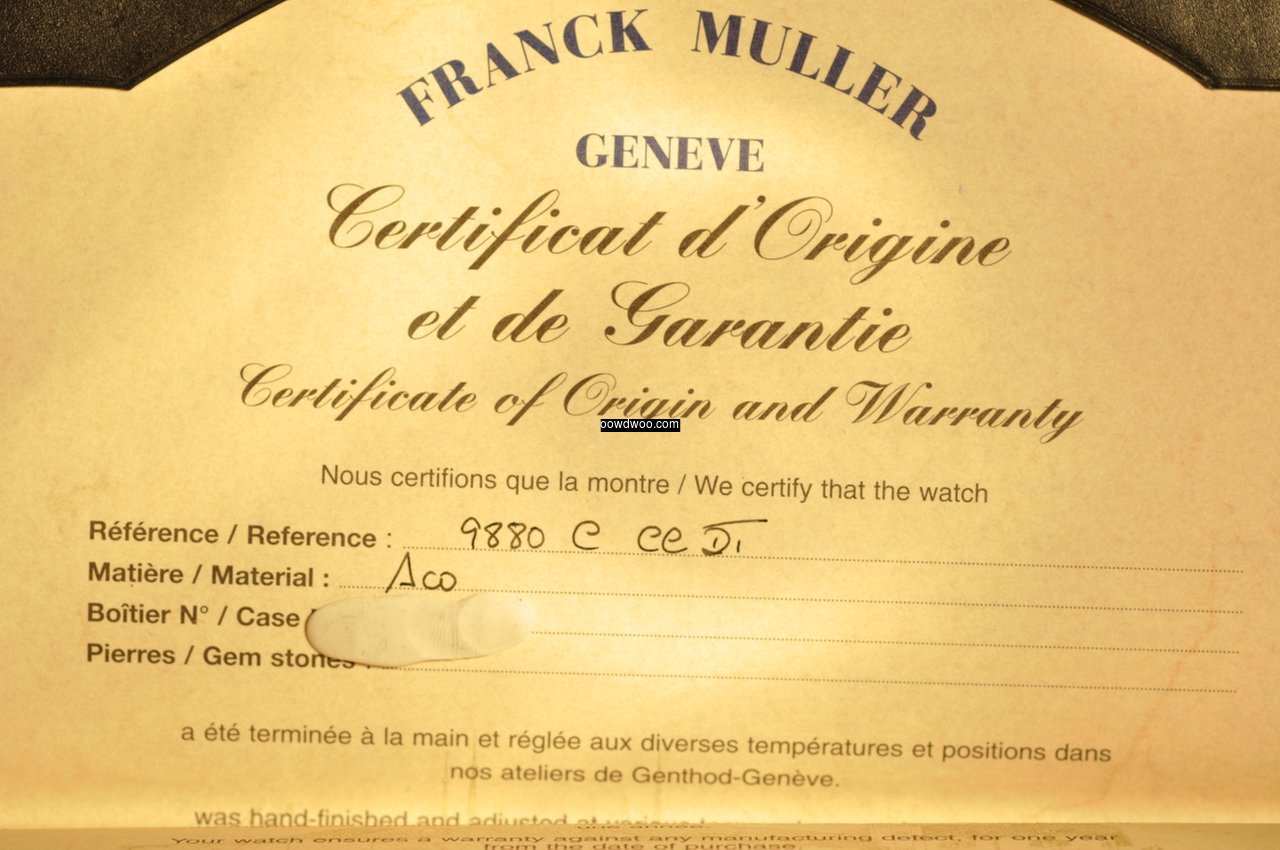 FRANCK MULLER
GENEVE
Certificat d'Origine
et de Garantie
Certificate of Origin and Warranty
oowdwoo.com
Nous certifions que la montre / We certify that the watch
Référence / Reference : 9880 C CC DT
Matière / Material : Aco
Boîtier N° / Case
Pierres / Gem stones :
a été terminée à la main et réglée aux diverses températures et positions dans
nos ateliers de Genthod-Genève.
was hand-finished and adjusted at various
one année.
Your watch ensures a warranty against any manufacturing defect, for one year
from the date of purchase.